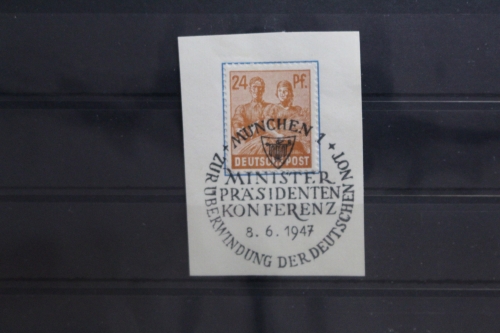 24 Pf.
+ MÜNCHEN 1 +
DEUTSCHE POST
MINISTER
PRÄSIDENTEN
KONFERENZ
8.6.1947
ZUR ÜBERWINDUNG DER DEUTSCHEN NOT